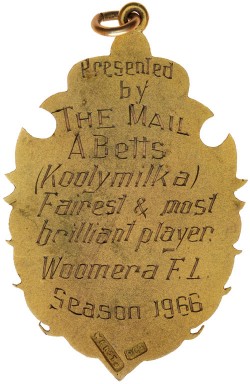 Presented
by
THE MAIL
A Betts
(Koolymilka)
Fairest & most
brilliant player.
Woomera F.L.
Season 1966